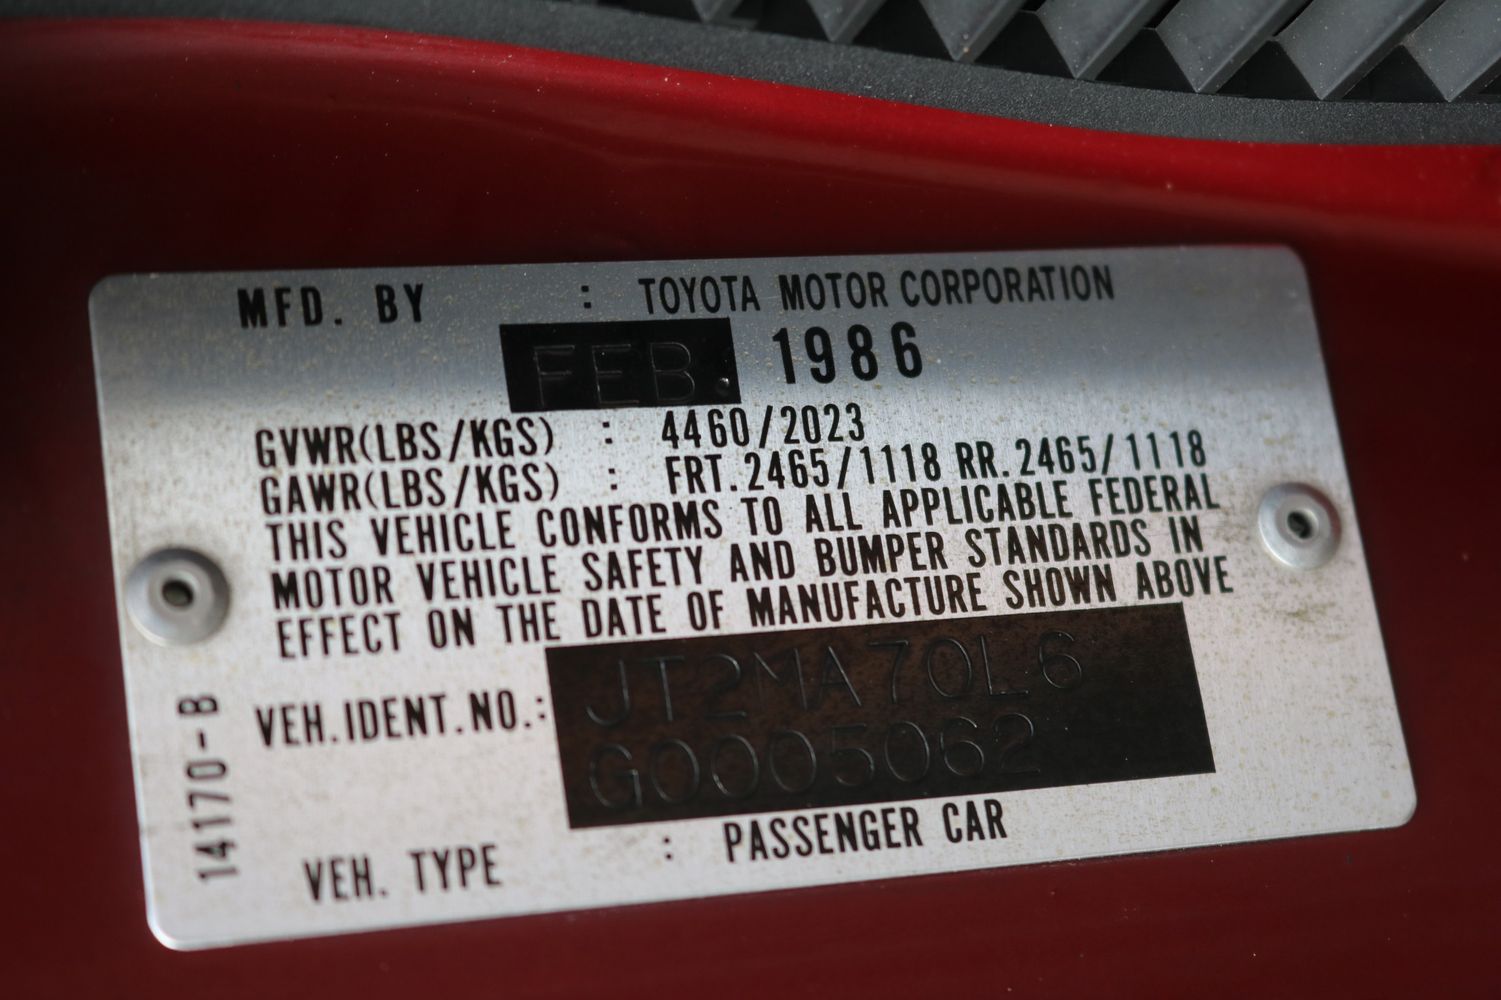 MFD. BY : TOYOTA MOTOR CORPORATION
FEB. 1986
GVWR(LBS/KGS) : 4460/2023
GAWR(LBS/KGS) : FRT.2465/1118 RR.2465/1118
THIS VEHICLE CONFORMS TO ALL APPLICABLE FEDERAL
MOTOR VEHICLE SAFETY AND BUMPER STANDARDS IN
EFFECT ON THE DATE OF MANUFACTURE SHOWN ABOVE
VEH.IDENT.NO.: JT2MA70L6
G0005062
VEH. TYPE : PASSENGER CAR
14170-B